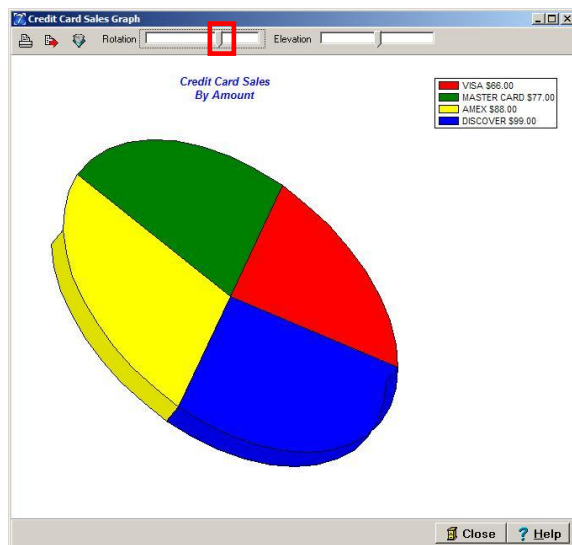 Credit Card Sales Graph
Rotation Elevation
Credit Card Sales
By Amount
VISA $66.00
MASTER CARD $77.00
AMEX $88.00
DISCOVER $99.00
Close ? Help